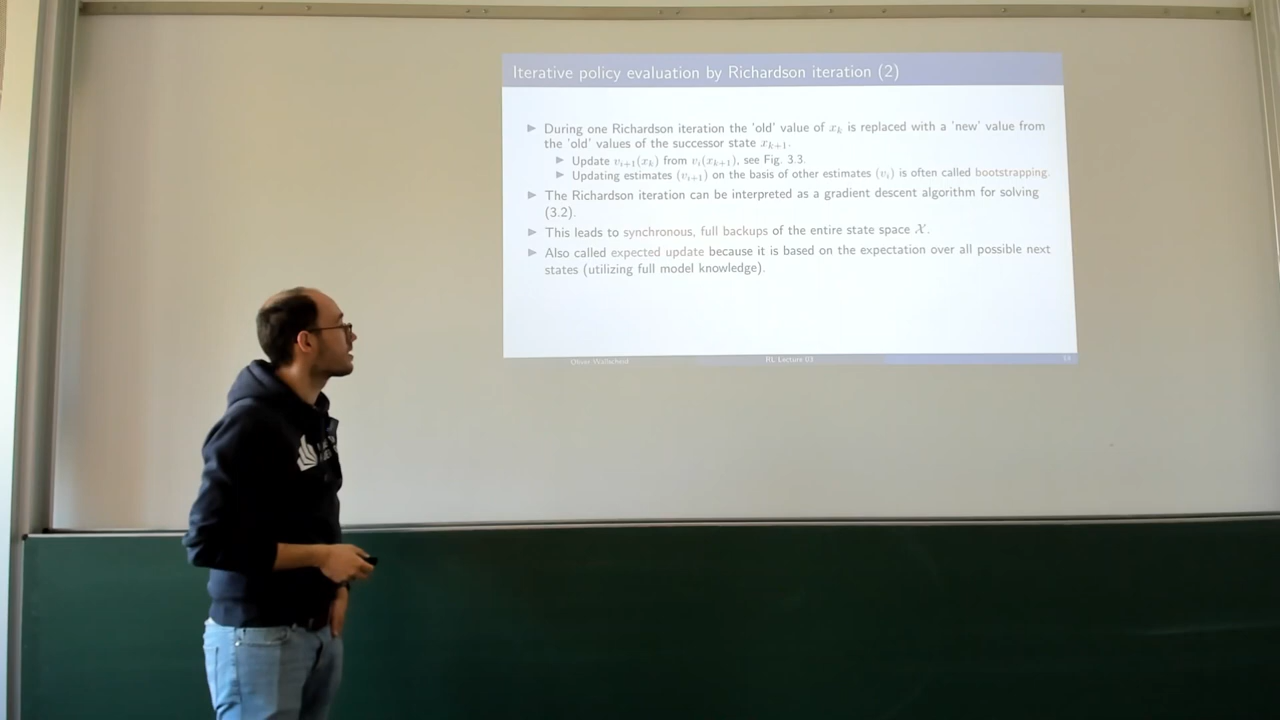 Iterative policy evaluation by Richardson iteration (2)
▶ During one Richardson iteration the 'old' value of x_k is replaced with a 'new' value from
the 'old' values of the successor state x_{k+1}.
▶ Update v_{i+1}(x_k) from v_i(x_{k+1}), see Fig. 3.3.
▶ Updating estimates (v_{i+1}) on the basis of other estimates (v_i) is often called bootstrapping.
▶ The Richardson iteration can be interpreted as a gradient descent algorithm for solving
(3.2).
▶ This leads to synchronous, full backups of the entire state space 𝒳.
▶ Also called expected update because it is based on the expectation over all possible next
states (utilizing full model knowledge).
Oliver Wallscheid RL Lecture 03